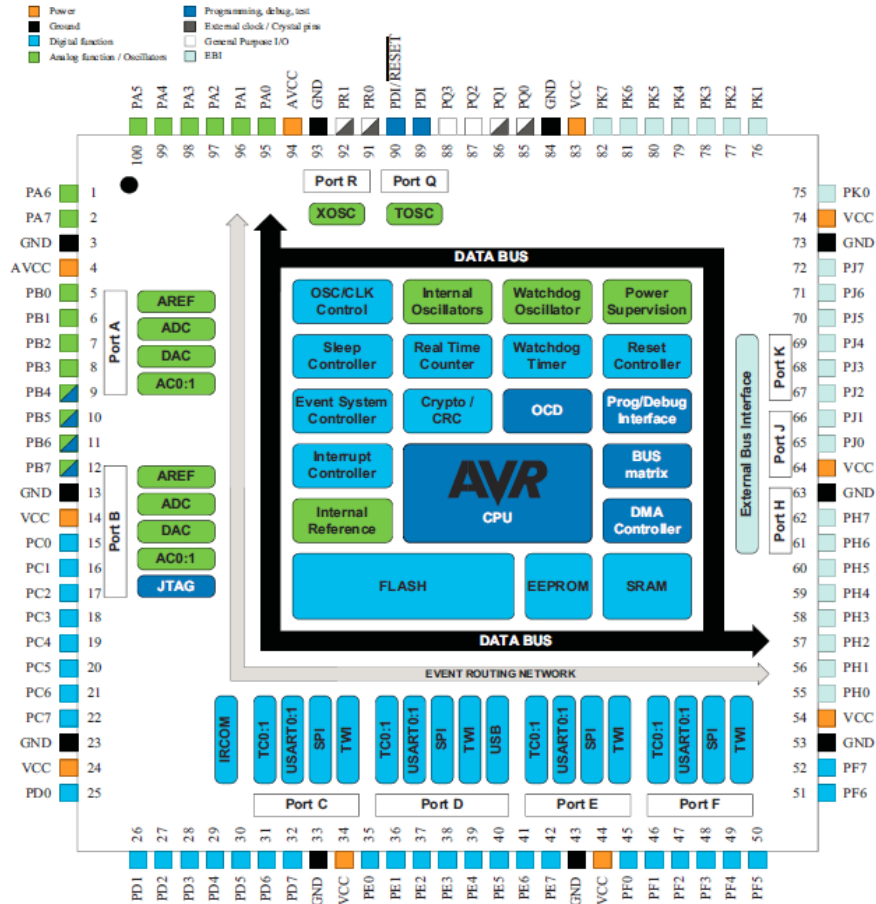 Power
Ground
Digital function
Analog function / Oscillators
Programming, debug, test
External clock / Crystal pins
General Purpose I/O
EBI
PA5
PA4
PA3
PA2
PA1
PA0
AVCC
GND
PR1
PR0
PDI/RESET
PDI
PQ3
PQ2
PQ1
PQ0
GND
VCC
PK7
PK6
PK5
PK4
PK3
PK2
PK1
100
99
98
97
96
95
94
93
92
91
90
89
88
87
86
85
84
83
82
81
80
79
78
77
76
PA6 1
PA7 2
GND 3
AVCC 4
PB0 5
PB1 6
PB2 7
PB3 8
PB4 9
PB5 10
PB6 11
PB7 12
GND 13
VCC 14
PC0 15
PC1 16
PC2 17
PC3 18
PC4 19
PC5 20
PC6 21
PC7 22
GND 23
VCC 24
PD0 25
Port R
Port Q
XOSC
TOSC
DATA BUS
Port A
AREF
ADC
DAC
AC0:1
Port B
AREF
ADC
DAC
AC0:1
JTAG
OSC/CLK
Control
Internal
Oscillators
Watchdog
Oscillator
Power
Supervision
Sleep
Controller
Real Time
Counter
Watchdog
Timer
Reset
Controller
Event System
Controller
Crypto /
CRC
OCD
Prog/Debug
Interface
Interrupt
Controller
AVR
CPU
BUS
matrix
Internal
Reference
DMA
Controller
FLASH
EEPROM
SRAM
DATA BUS
EVENT ROUTING NETWORK
External Bus Interface
Port K
Port J
Port H
75 PK0
74 VCC
73 GND
72 PJ7
71 PJ6
70 PJ5
69 PJ4
68 PJ3
67 PJ2
66 PJ1
65 PJ0
64 VCC
63 GND
62 PH7
61 PH6
60 PH5
59 PH4
58 PH3
57 PH2
56 PH1
55 PH0
54 VCC
53 GND
52 PF7
51 PF6
IRCOM
TC0:1
USART0:1
SPI
TWI
TC0:1
USART0:1
SPI
TWI
USB
TC0:1
USART0:1
SPI
TWI
TC0:1
USART0:1
SPI
TWI
Port C
Port D
Port E
Port F
26
27
28
29
30
31
32
33
34
35
36
37
38
39
40
41
42
43
44
45
46
47
48
49
50
PD1
PD2
PD3
PD4
PD5
PD6
PD7
GND
VCC
PE0
PE1
PE2
PE3
PE4
PE5
PE6
PE7
GND
VCC
PF0
PF1
PF2
PF3
PF4
PF5